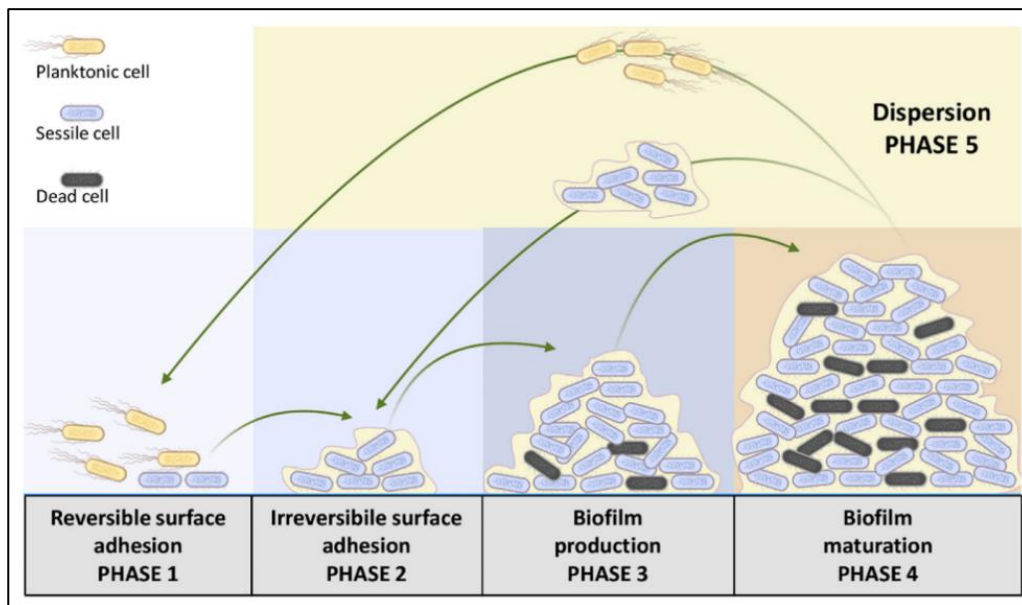 Planktonic cell
Sessile cell
Dead cell
Dispersion
PHASE 5
Reversible surface
adhesion
PHASE 1
Irreversibile surface
adhesion
PHASE 2
Biofilm
production
PHASE 3
Biofilm
maturation
PHASE 4